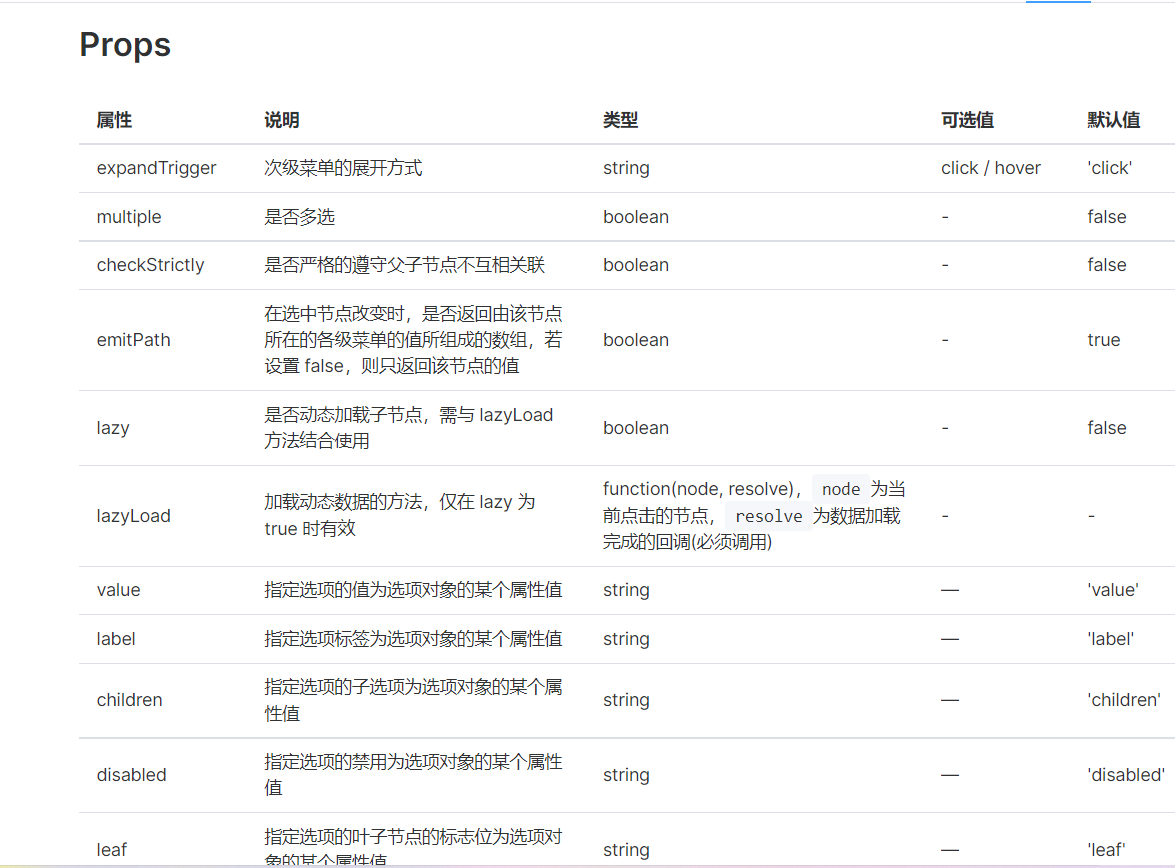 Props
属性 说明 类型 可选值 默认值
expandTrigger 次级菜单的展开方式 string click / hover 'click'
multiple 是否多选 boolean - false
checkStrictly 是否严格的遵守父子节点不互相关联 boolean - false
在选中节点改变时，是否返回由该节点
emitPath 所在的各级菜单的值所组成的数组，若 boolean - true
设置 false，则只返回该节点的值
是否动态加载子节点，需与 lazyLoad
lazy boolean - false
方法结合使用
function(node, resolve)， node 为当
加载动态数据的方法，仅在 lazy 为
lazyLoad 前点击的节点， resolve 为数据加载 - -
true 时有效
完成的回调(必须调用)
value 指定选项的值为选项对象的某个属性值 string — 'value'
label 指定选项标签为选项对象的某个属性值 string — 'label'
指定选项的子选项为选项对象的某个属
children string — 'children'
性值
指定选项的禁用为选项对象的某个属性
disabled string — 'disabled'
值
指定选项的叶子节点的标志位为选项对
leaf string — 'leaf'
象的某个属性值